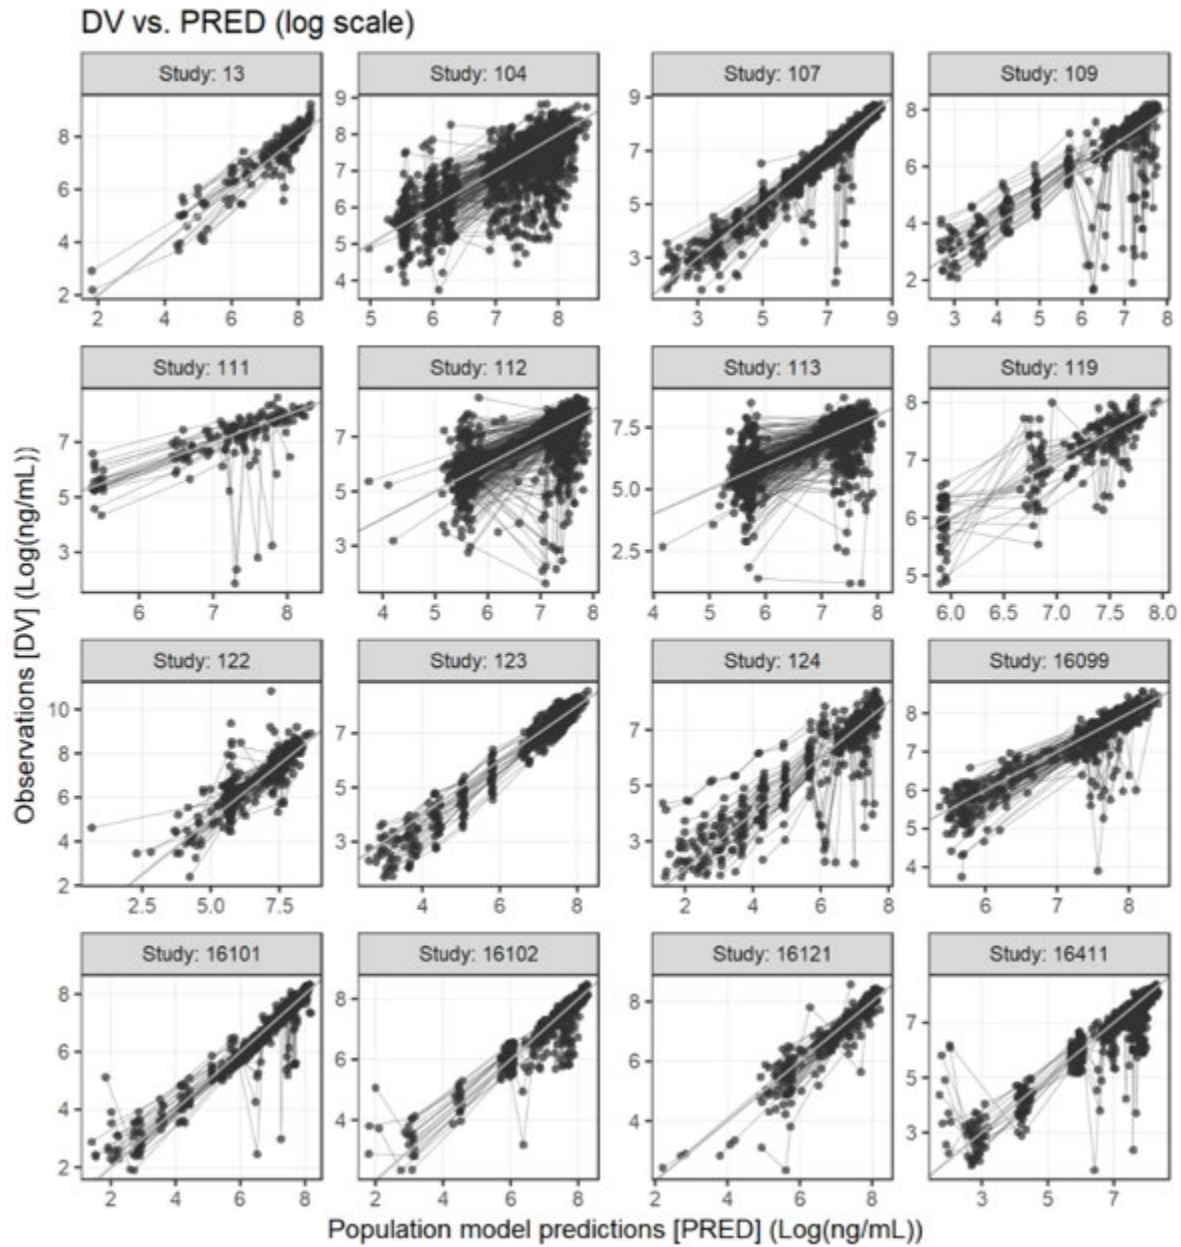 DV vs. PRED (log scale)
Study: 13 Study: 104 Study: 107 Study: 109
8 6 4 2
9 8 7 6 5 4
9 7 5 3
8 6 4 2
2 4 6 8
5 6 7 8
3 5 7 9
3 4 5 6 7 8
Study: 111 Study: 112 Study: 113 Study: 119
7 5 3
7 5 3
7.5 5.0 2.5
8 7 6 5
6 7 8
4 5 6 7 8
4 5 6 7 8
6.0 6.5 7.0 7.5 8.0
Observations [DV] (Log(ng/mL))
Study: 122 Study: 123 Study: 124 Study: 16099
10 8 6 4 2
7 5 3
7 5 3
8 7 6 5 4
2.5 5.0 7.5
4 6 8
2 4 6 8
6 7 8
Study: 16101 Study: 16102 Study: 16121 Study: 16411
8 6 4 2
8 6 4
8 6 4
7 5 3
2 4 6 8
2 4 6 8
2 4 6 8
3 5 7
Population model predictions [PRED] (Log(ng/mL))